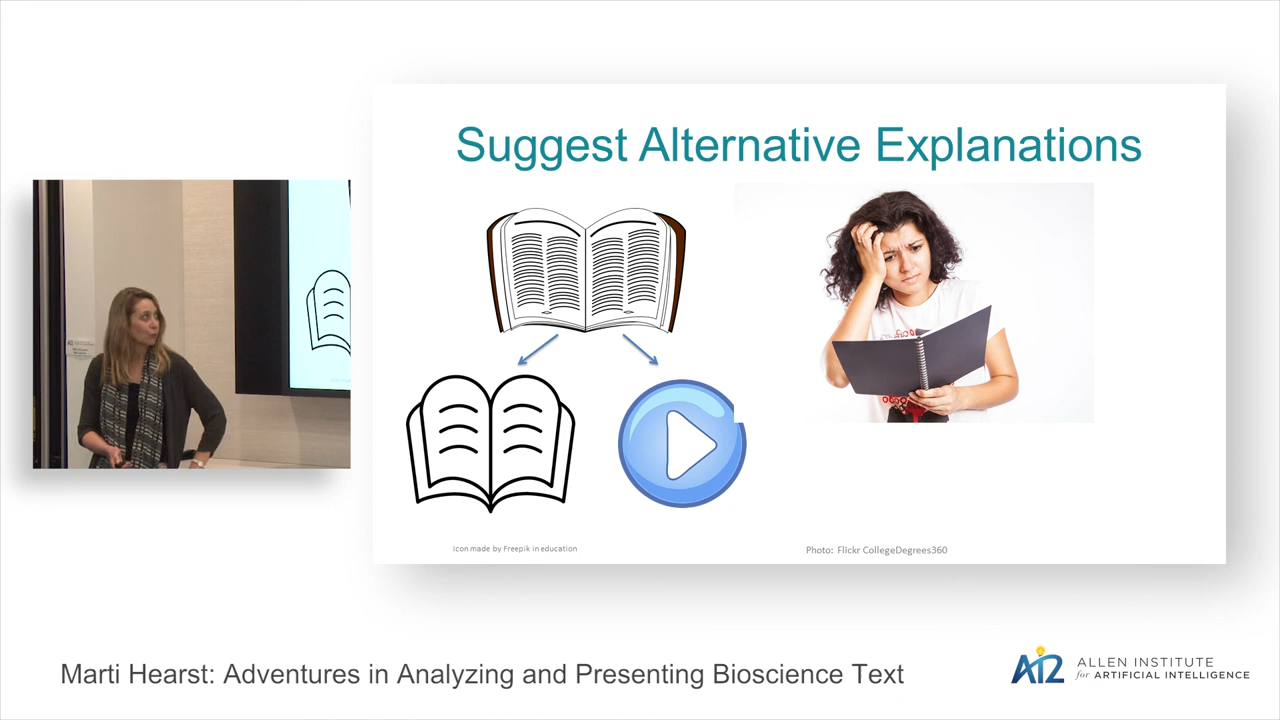 Suggest Alternative Explanations
Icon made by Freepik in education
Photo: Flickr CollegeDegrees360
Marti Hearst: Adventures in Analyzing and Presenting Bioscience Text
AI2
ALLEN INSTITUTE
for ARTIFICIAL INTELLIGENCE